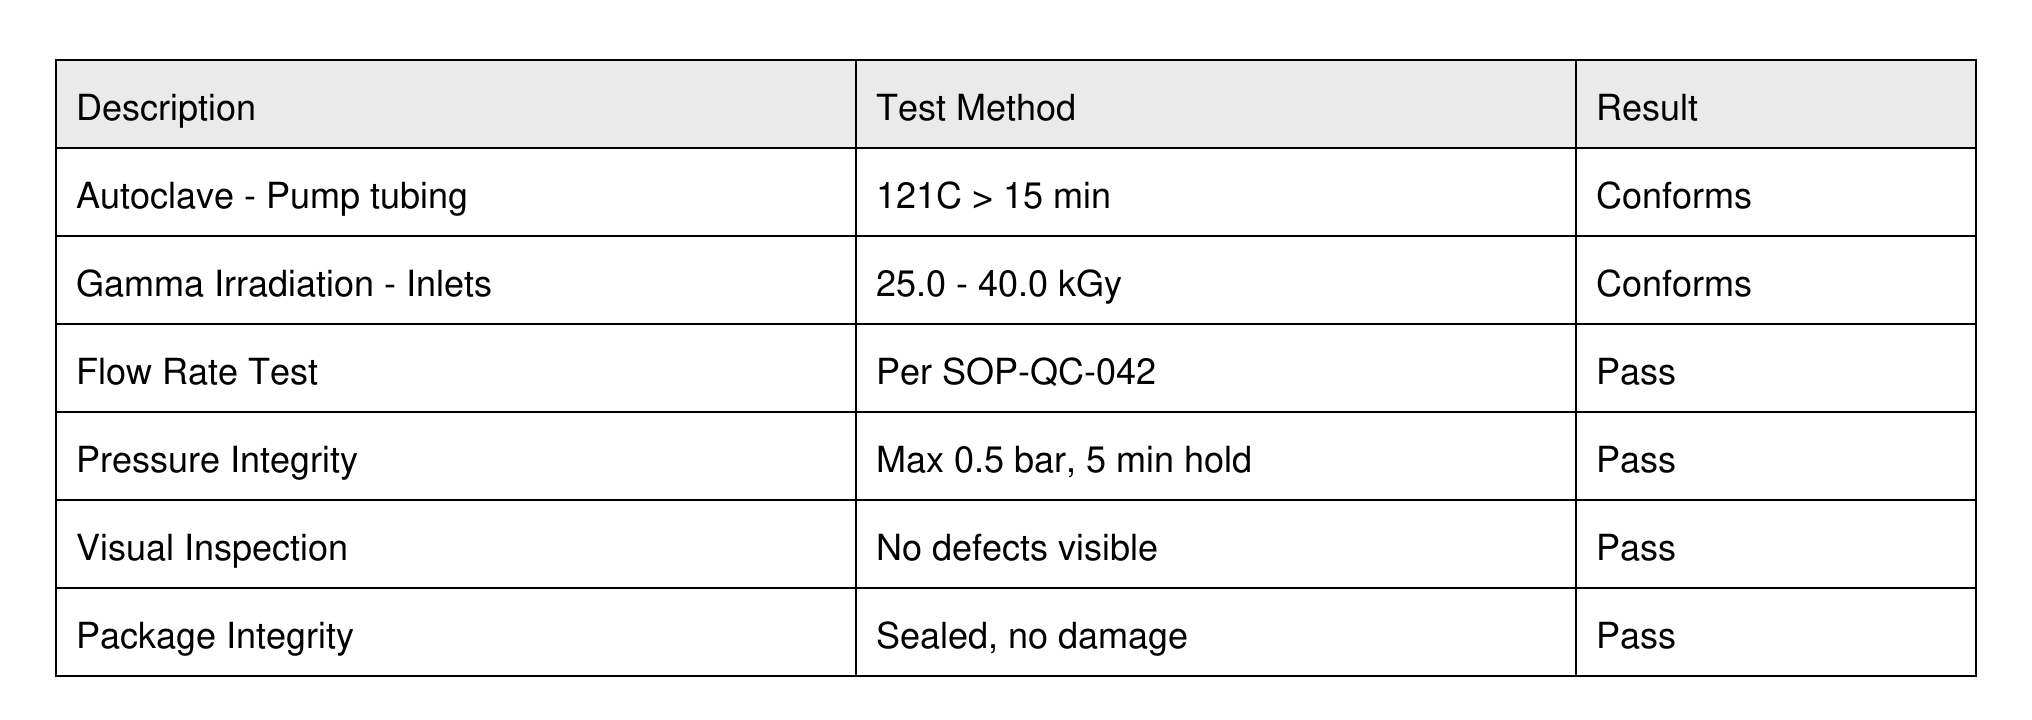 Description Test Method Result
Autoclave - Pump tubing 121C > 15 min Conforms
Gamma Irradiation - Inlets 25.0 - 40.0 kGy Conforms
Flow Rate Test Per SOP-QC-042 Pass
Pressure Integrity Max 0.5 bar, 5 min hold Pass
Visual Inspection No defects visible Pass
Package Integrity Sealed, no damage Pass